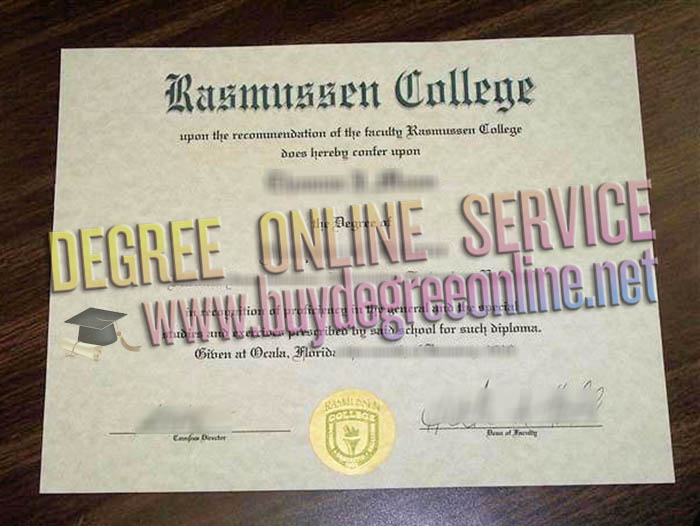 Rasmussen College
upon the recommendation of the faculty Rasmussen College
does hereby confer upon
the Degree of
DEGREE ONLINE SERVICE
www.buydegreeonline.net
in recognition of proficiency in the general and the special
studies and exercises prescribed by said school for such diploma.
Given at Ocala, Florida
RASMUSSEN
COLLEGE
Campus Director
Dean of Faculty